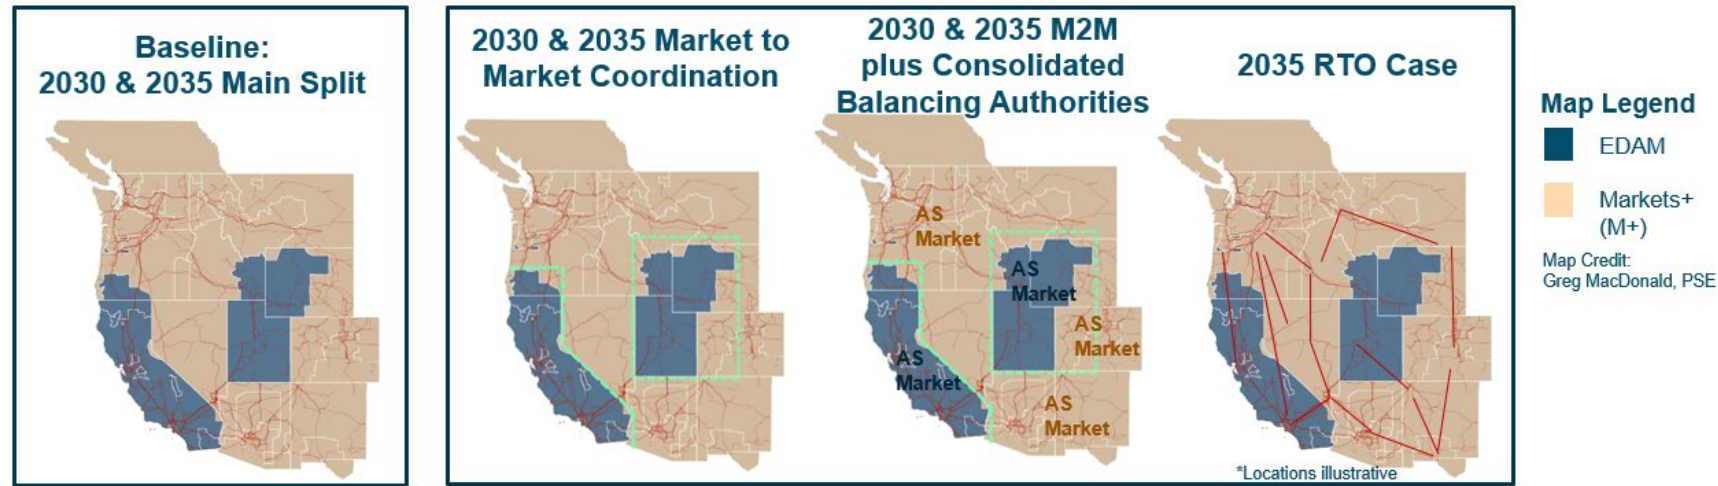 Baseline:
2030 & 2035 Main Split
2030 & 2035 Market to
Market Coordination
2030 & 2035 M2M
plus Consolidated
Balancing Authorities
AS
Market
AS
Market
AS
Market
AS
Market
AS
Market
2035 RTO Case
*Locations illustrative
Map Legend
EDAM
Markets+
(M+)
Map Credit:
Greg MacDonald, PSE